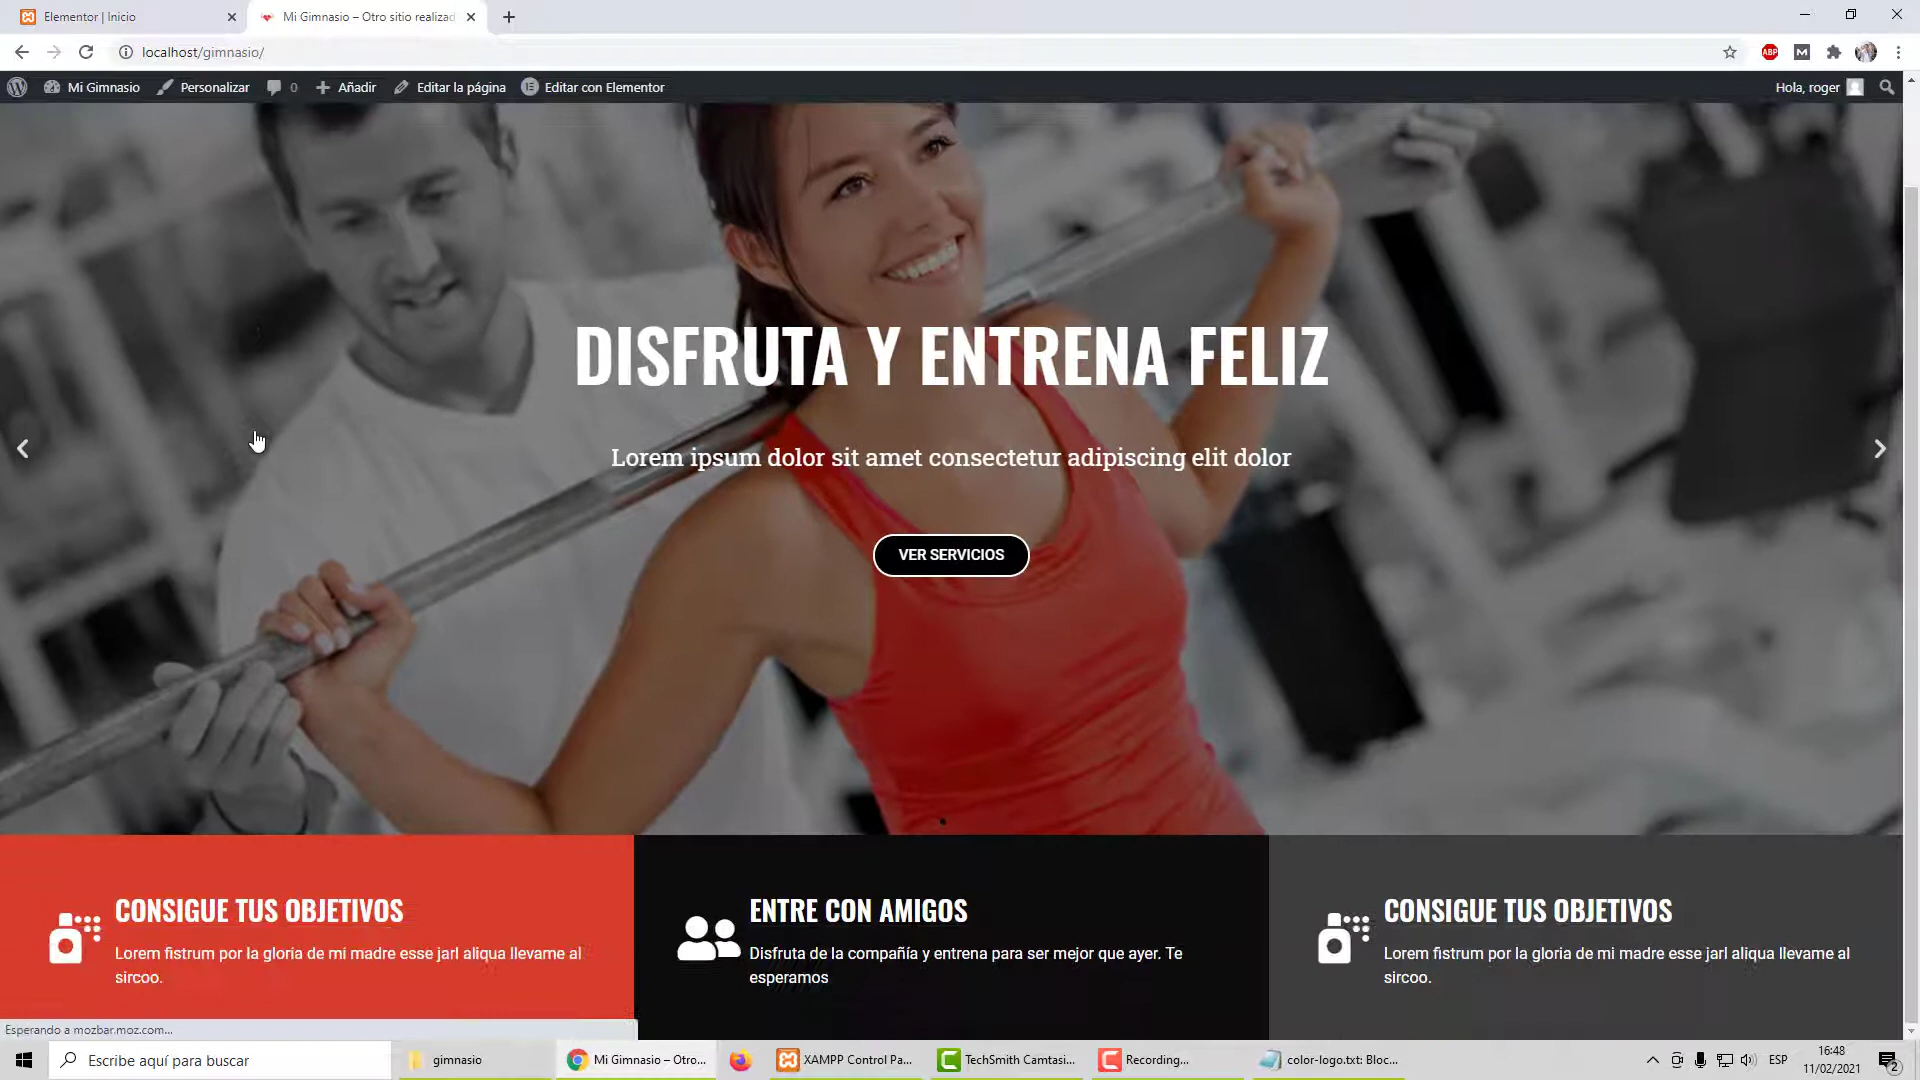 Elementor | Inicio
Mi Gimnasio – Otro sitio realizad
localhost/gimnasio/
ABP
M
Mi Gimnasio
Personalizar
0
Añadir
Editar la página
Editar con Elementor
Hola, roger
DISFRUTA Y ENTRENA FELIZ
Lorem ipsum dolor sit amet consectetur adipiscing elit dolor
VER SERVICIOS
CONSIGUE TUS OBJETIVOS
Lorem fistrum por la gloria de mi madre esse jarl aliqua llevame al
sircoo.
ENTRE CON AMIGOS
Disfruta de la compañía y entrena para ser mejor que ayer. Te
esperamos
CONSIGUE TUS OBJETIVOS
Lorem fistrum por la gloria de mi madre esse jarl aliqua llevame al
sircoo.
Esperando a mozbar.moz.com...
Escribe aquí para buscar
gimnasio
Mi Gimnasio – Otro...
XAMPP Control Pa...
TechSmith Camtasi...
Recording...
color-logo.txt: Bloc...
ESP
16:48
11/02/2021
2